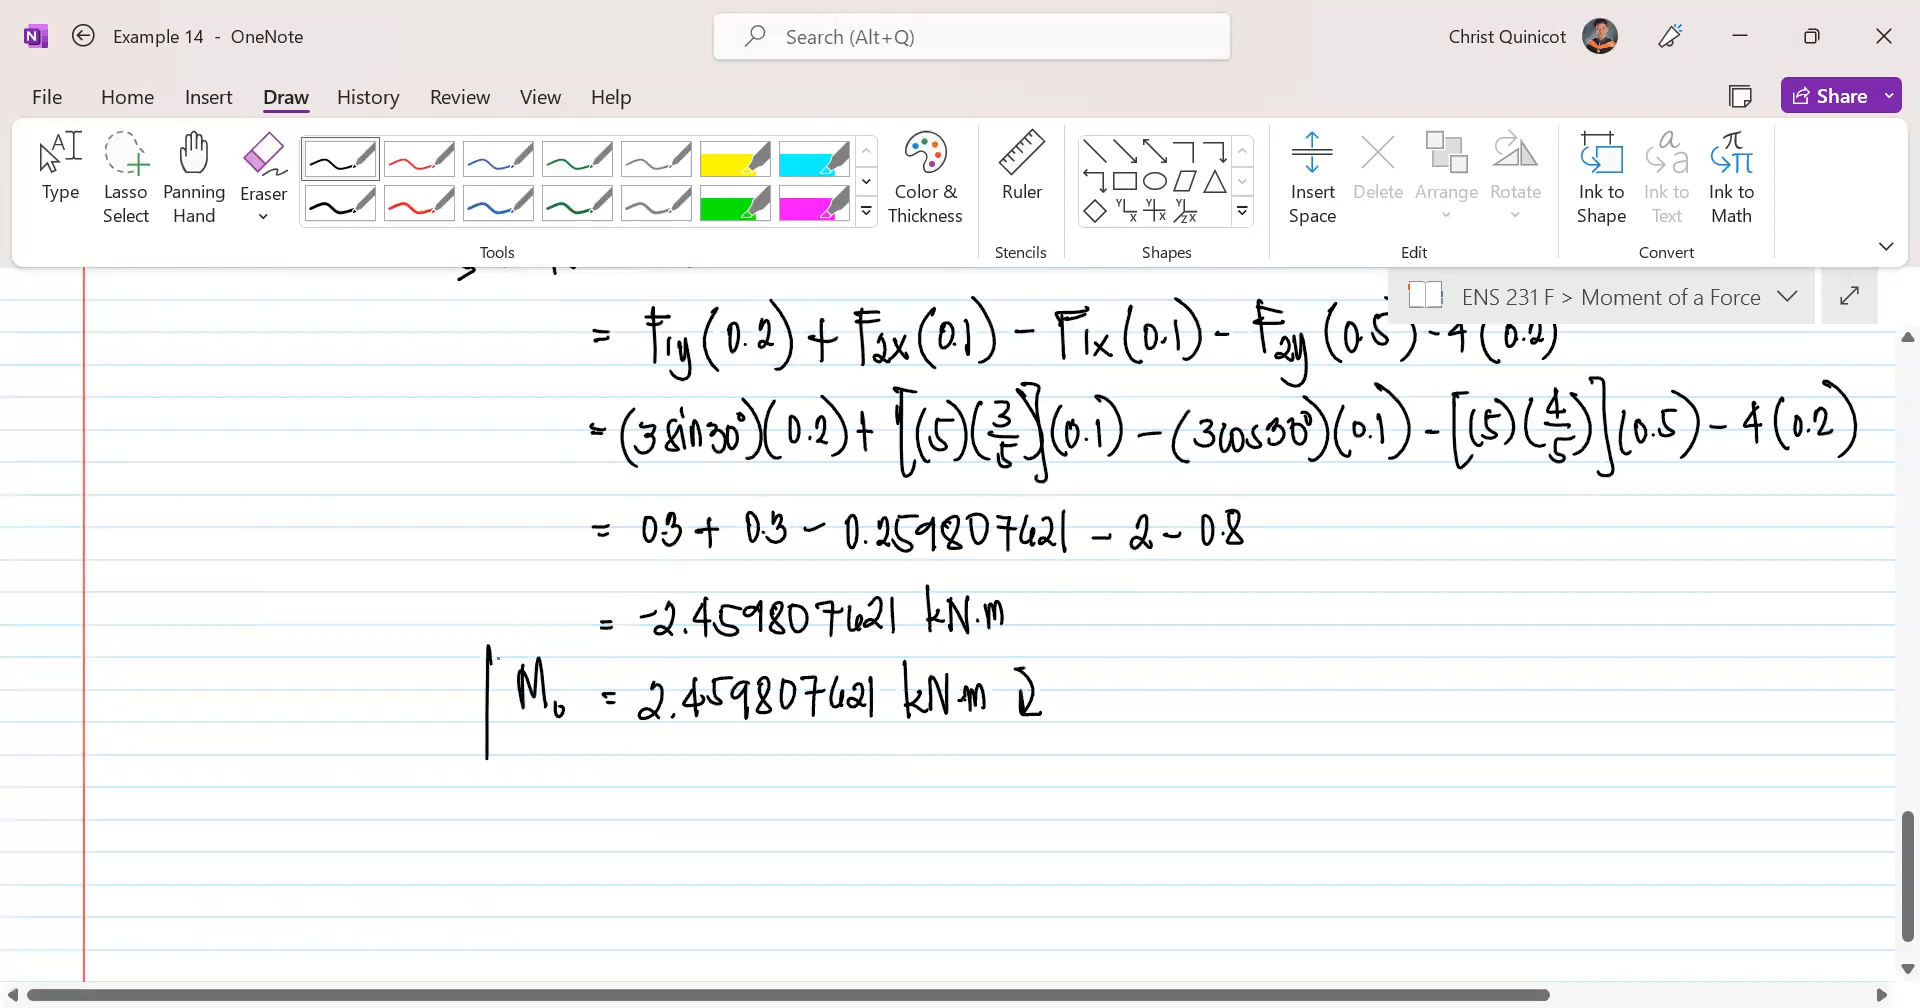 Example 14 - OneNote
Search (Alt+Q)
Christ Quinicot
File Home Insert Draw History Review View Help
Share
Type
Lasso Select
Panning Hand
Eraser
Color & Thickness
Ruler
Insert Space
Delete
Arrange
Rotate
Ink to Shape
Ink to Text
Ink to Math
Tools
Stencils
Shapes
Edit
Convert
ENS 231 F > Moment of a Force
= F1y(0.2) + F2x(0.1) - F1x(0.1) - F2y(0.5) - 4(0.2)
= (3sin30°)(0.2) + [(5)(3/5)](0.1) - (3cos30°)(0.1) - [(5)(4/5)](0.5) - 4(0.2)
= 0.3 + 0.3 - 0.259807621 - 2 - 0.8
= -2.459807621 kN.m
Mo = 2.459807621 kN.m ↻